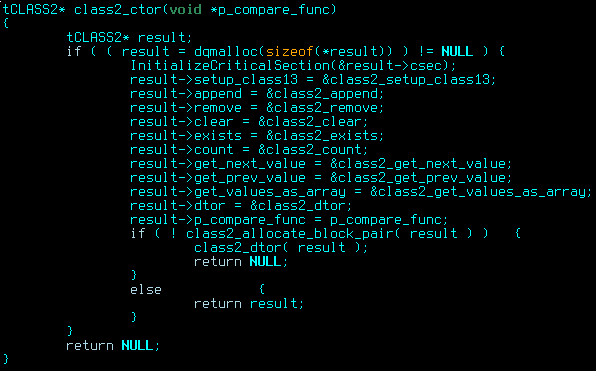 tCLASS2* class2_ctor(void *p_compare_func)
{
        tCLASS2* result;
        if ( ( result = dqmalloc(sizeof(*result)) ) != NULL ) {
                InitializeCriticalSection(&result->csec);
                result->setup_class13 = &class2_setup_class13;
                result->append = &class2_append;
                result->remove = &class2_remove;
                result->clear = &class2_clear;
                result->exists = &class2_exists;
                result->count = &class2_count;
                result->get_next_value = &class2_get_next_value;
                result->get_prev_value = &class2_get_prev_value;
                result->get_values_as_array = &class2_get_values_as_array;
                result->dtor = &class2_dtor;
                result->p_compare_func = p_compare_func;
                if ( ! class2_allocate_block_pair( result ) )   {
                        class2_dtor( result );
                        return NULL;
                }
                else            {
                        return result;
                }
        }
        return NULL;
}